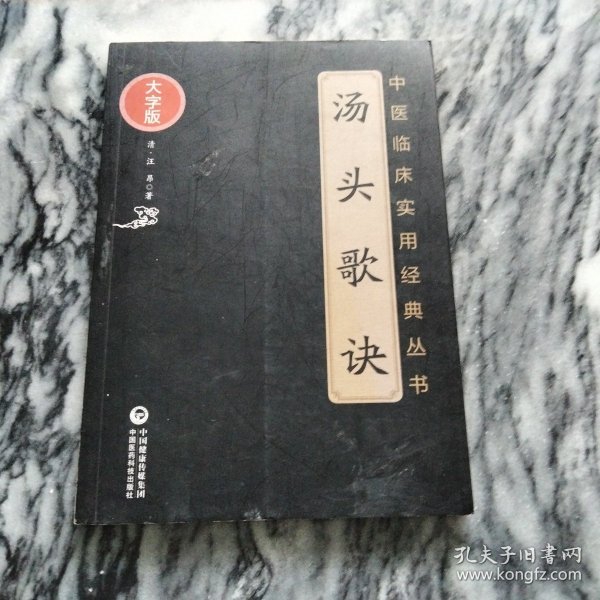 中医临床实用经典丛书
汤头歌诀
大字版
清·汪昂◎著
中国健康传媒集团
中国医药科技出版社
孔夫子旧书网
www.kongfz.com